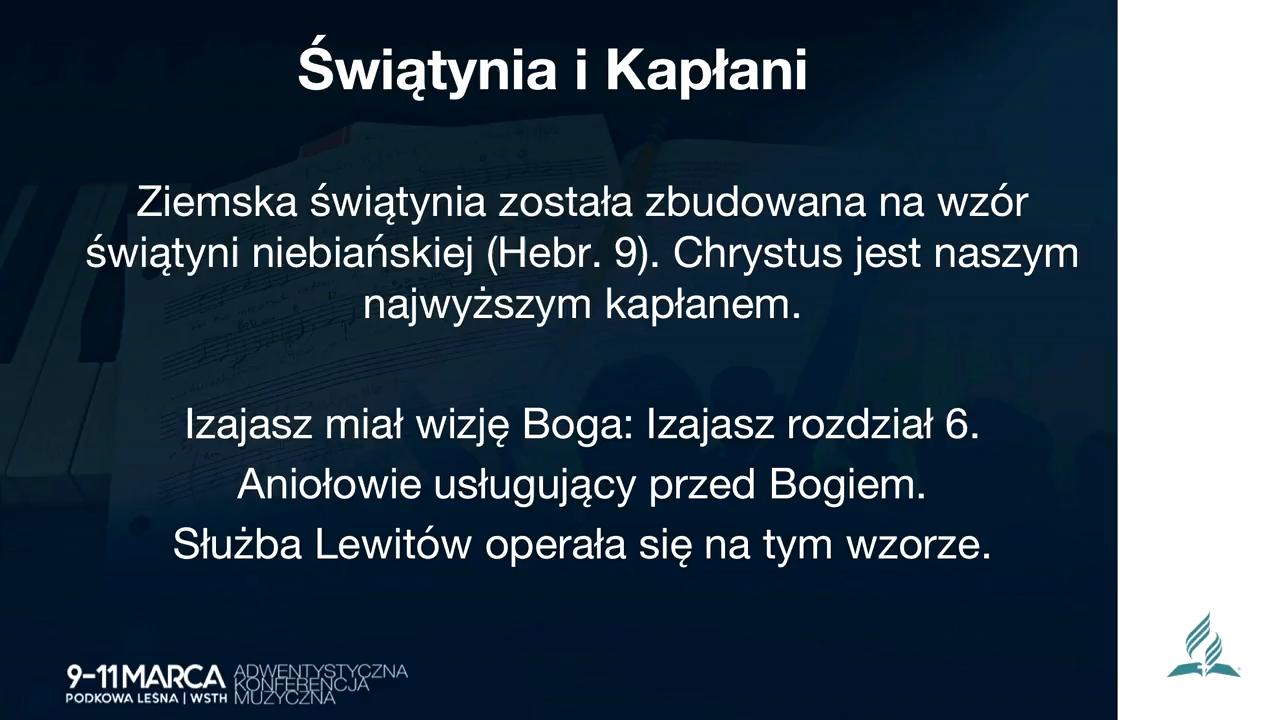 Świątynia i Kapłani
Ziemska świątynia została zbudowana na wzór
świątyni niebiańskiej (Hebr. 9). Chrystus jest naszym
najwyższym kapłanem.
Izajasz miał wizję Boga: Izajasz rozdział 6.
Aniołowie usługujący przed Bogiem.
Służba Lewitów operała się na tym wzorze.
9-11 MARCA
PODKOWA LEŚNA | WSTH
ADWENTYSTYCZNA
KONFERENCJA
MUZYCZNA